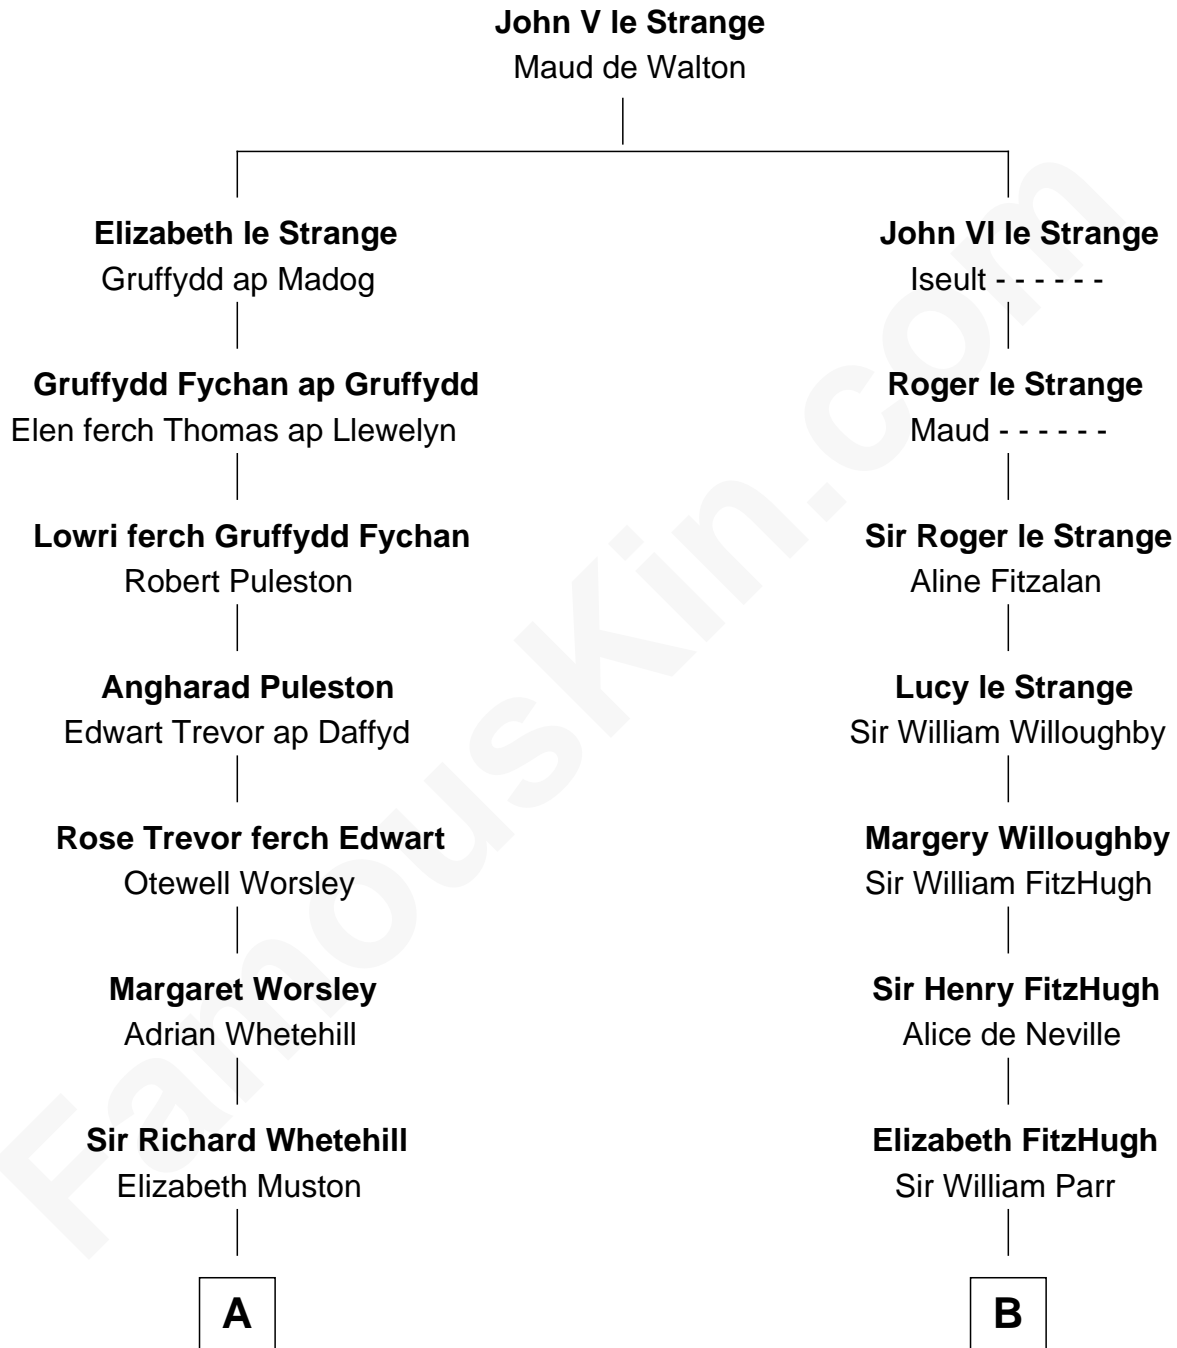 John V le Strange
Maud de Walton
Elizabeth le Strange
Gruffydd ap Madog
John VI le Strange
Iseult - - - - - -
Gruffydd Fychan ap Gruffydd
Elen ferch Thomas ap Llewelyn
Roger le Strange
Maud - - - - - -
Lowri ferch Gruffydd Fychan
Robert Puleston
Sir Roger le Strange
Aline Fitzalan
Angharad Puleston
Edwart Trevor ap Daffyd
Lucy le Strange
Sir William Willoughby
Rose Trevor ferch Edwart
Otewell Worsley
Margery Willoughby
Sir William FitzHugh
Margaret Worsley
Adrian Whetehill
Sir Henry FitzHugh
Alice de Neville
Sir Richard Whetehill
Elizabeth Muston
Elizabeth FitzHugh
Sir William Parr
A
B
FamousKin.com